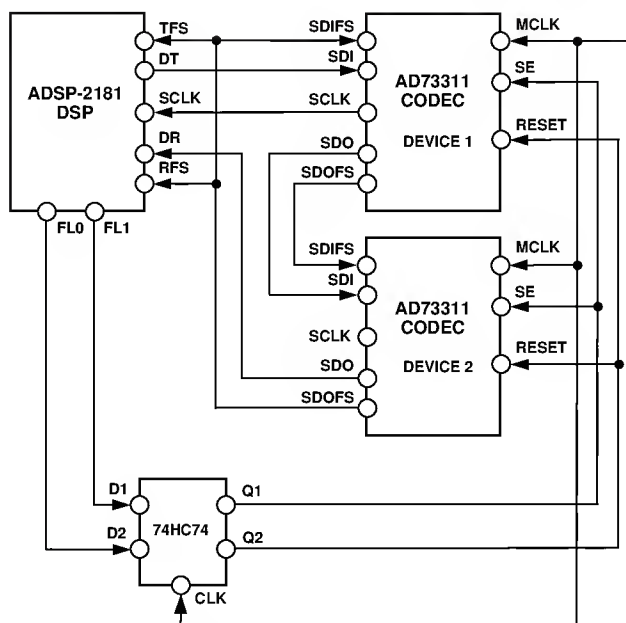 TFS
DT
ADSP-2181
DSP
SCLK
DR
RFS
FL0
FL1
SDIFS
SDI
SCLK
SDO
SDOFS
AD73311
CODEC
DEVICE 1
MCLK
SE
RESET
SDIFS
SDI
SCLK
SDO
SDOFS
AD73311
CODEC
DEVICE 2
MCLK
SE
RESET
D1
D2
74HC74
Q1
Q2
CLK